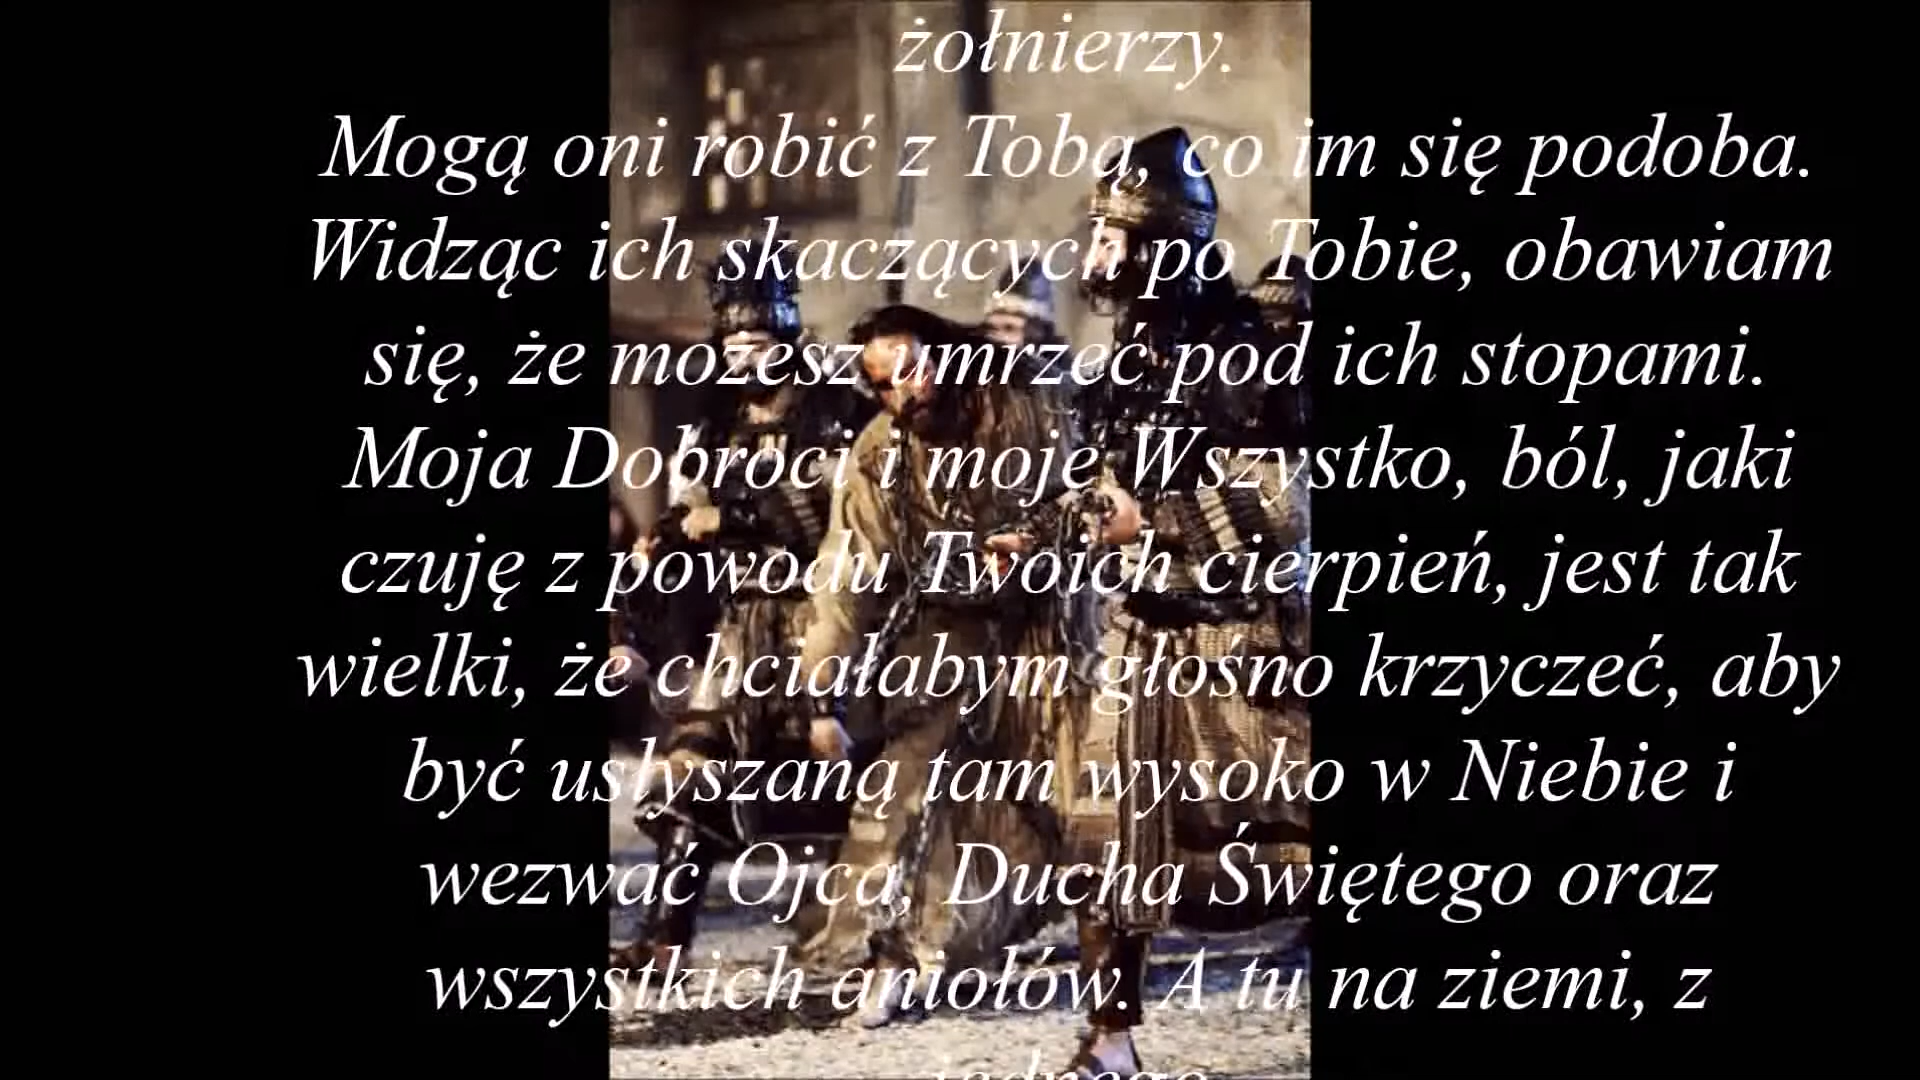 żołnierzy.
Mogą oni robić z Tobą, co im się podoba.
Widząc ich skaczących po Tobie, obawiam
się, że możesz umrzeć pod ich stopami.
Moja Dobroci i moje Wszystko, ból, jaki
czuję z powodu Twoich cierpień, jest tak
wielki, że chciałabym głośno krzyczeć, aby
być usłyszaną tam wysoko w Niebie i
wezwać Ojca, Ducha Świętego oraz
wszystkich aniołów. A tu na ziemi, z
jednego